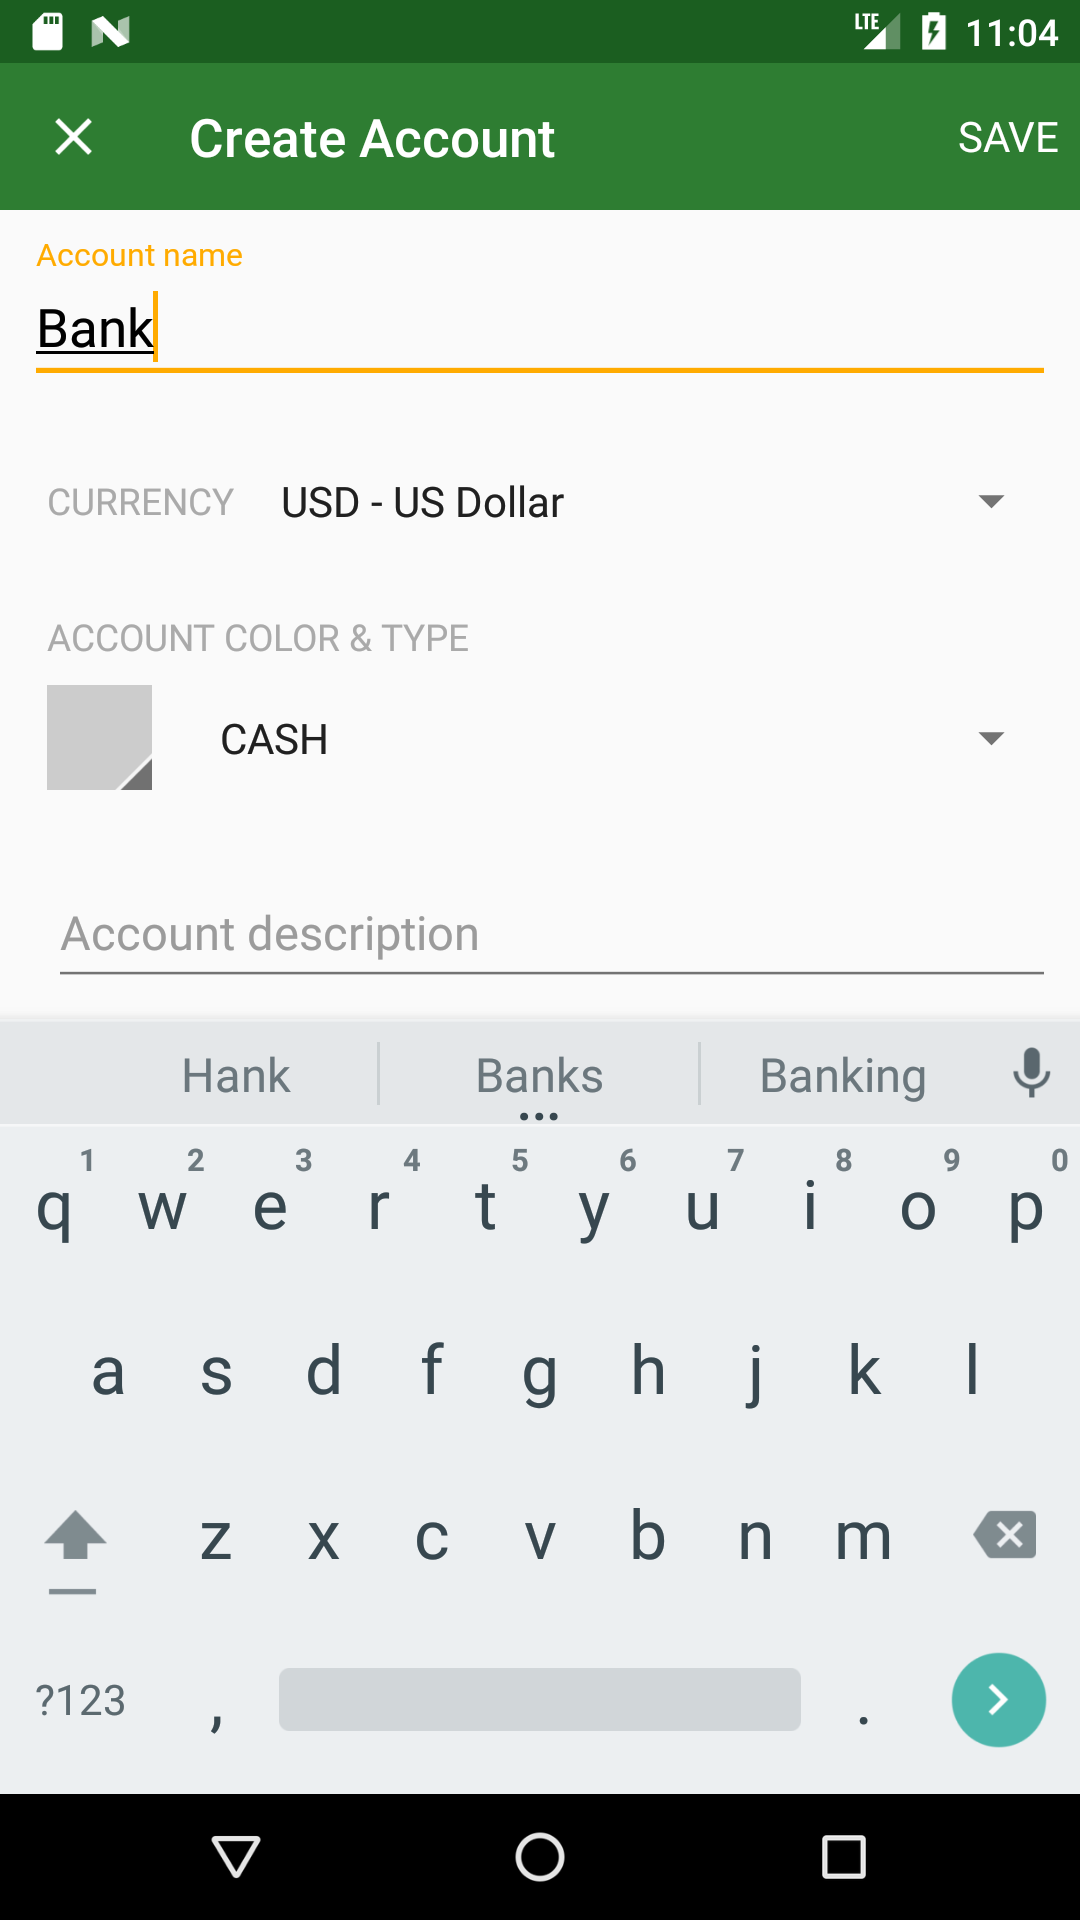 LTE 11:04
Create Account SAVE
Account name
Bank
CURRENCY USD - US Dollar
ACCOUNT COLOR & TYPE
CASH
Account description
Hank Banks Banking
1 2 3 4 5 6 7 8 9 0
q w e r t y u i o p
a s d f g h j k l
z x c v b n m
?123 , .